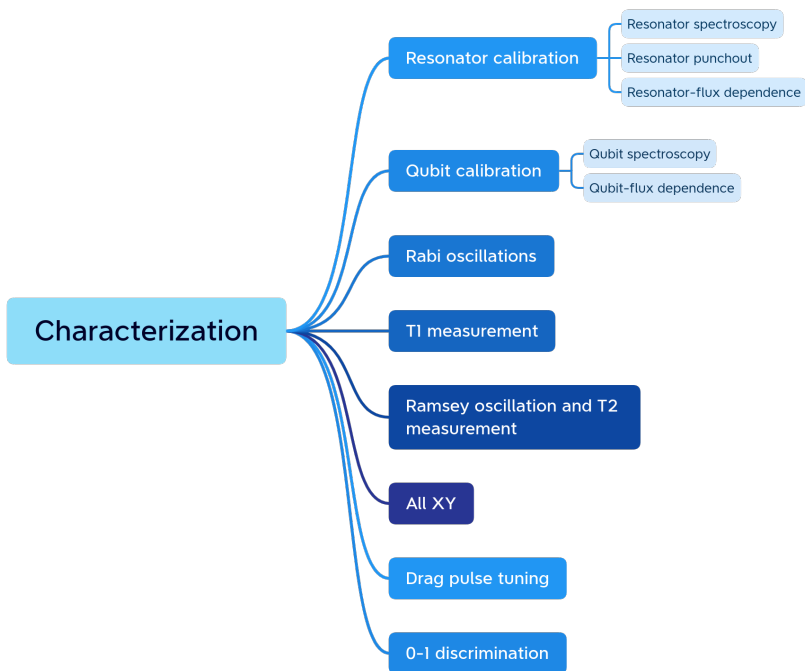 Characterization
Resonator calibration
Resonator spectroscopy
Resonator punchout
Resonator-flux dependence
Qubit calibration
Qubit spectroscopy
Qubit-flux dependence
Rabi oscillations
T1 measurement
Ramsey oscillation and T2
measurement
All XY
Drag pulse tuning
0-1 discrimination